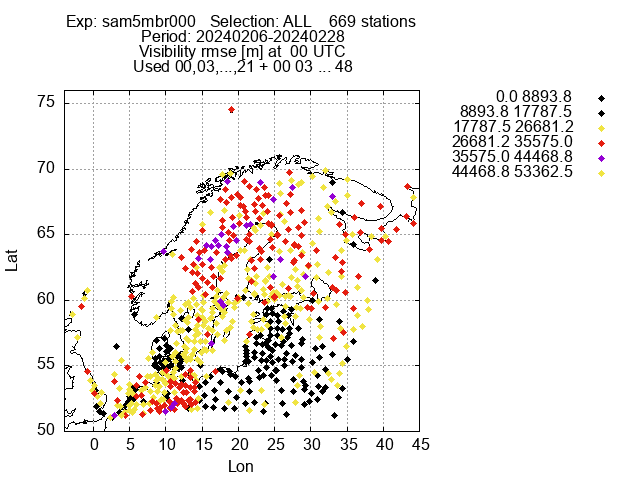 Exp: sam5mbr000 Selection: ALL 669 stations
Period: 20240206-20240228
Visibility rmse [m] at 00 UTC
Used 00,03,...,21 + 00 03 ... 48
0.0 8893.8
8893.8 17787.5
17787.5 26681.2
26681.2 35575.0
35575.0 44468.8
44468.8 53362.5
75
70
65
60
55
50
Lat
0 5 10 15 20 25 30 35 40 45
Lon